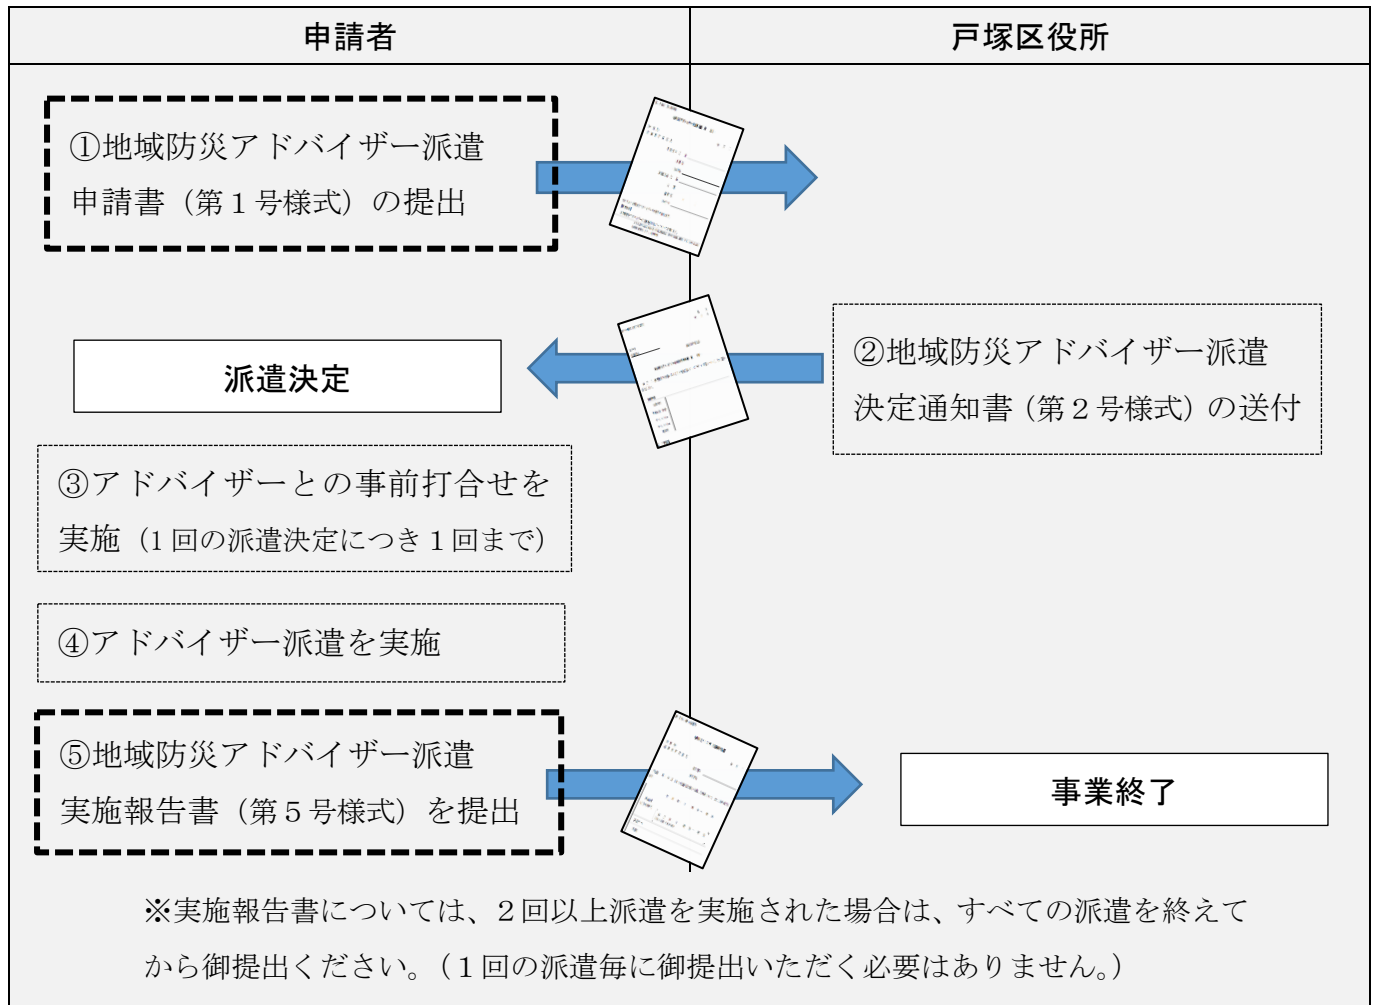 申請者
戸塚区役所
①地域防災アドバイザー派遣
申請書（第１号様式）の提出
②地域防災アドバイザー派遣
決定通知書（第２号様式）の送付
派遣決定
③アドバイザーとの事前打合せを
実施（1 回の派遣決定につき１回まで）
④アドバイザー派遣を実施
⑤地域防災アドバイザー派遣
実施報告書（第５号様式）を提出
事業終了
※実施報告書については、２回以上派遣を実施された場合は、すべての派遣を終えて
から御提出ください。（１回の派遣毎に御提出いただく必要はありません。）